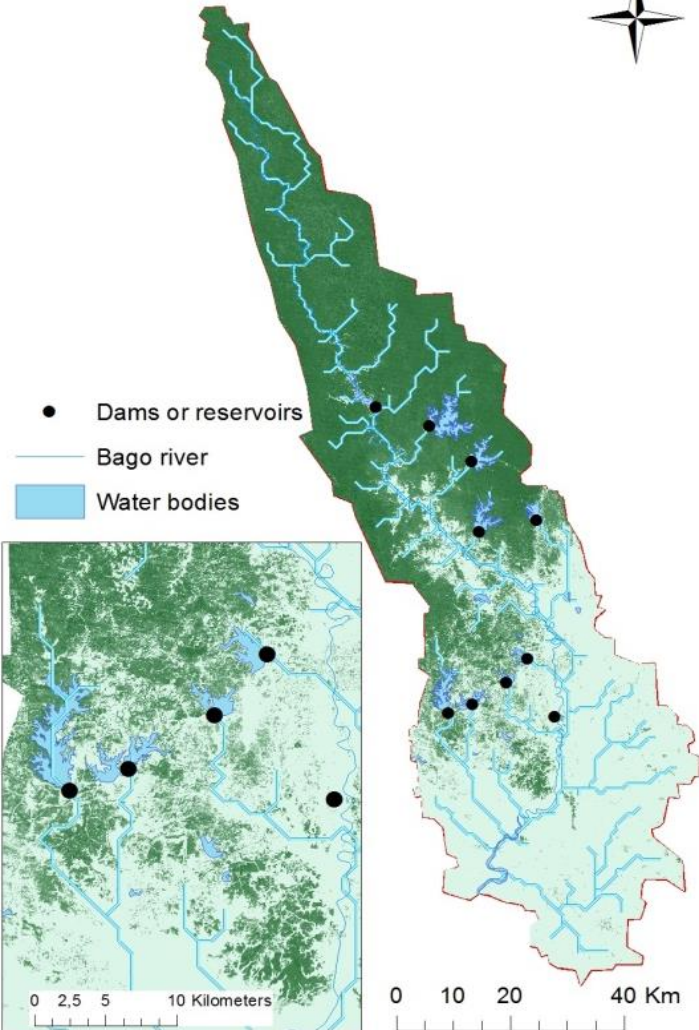 Dams or reservoirs
Bago river
Water bodies
0 2,5 5 10 Kilometers
0 10 20 40 Km